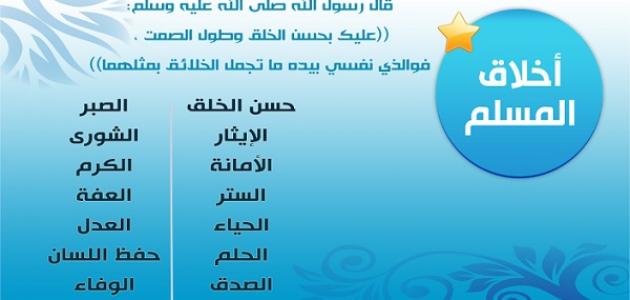 قال رسول الله صلى الله عليه وسلم:
((عليك بحسن الخلق وطول الصمت .
فوالذي نفسي بيده ما تجمل الخلائق بمثلهما))
أخلاق
المسلم
حسن الخلق
الإيثار
الأمانة
الستر
الحياء
الحلم
الصدق
الصبر
الشورى
الكرم
العفة
العدل
حفظ اللسان
الوفاء